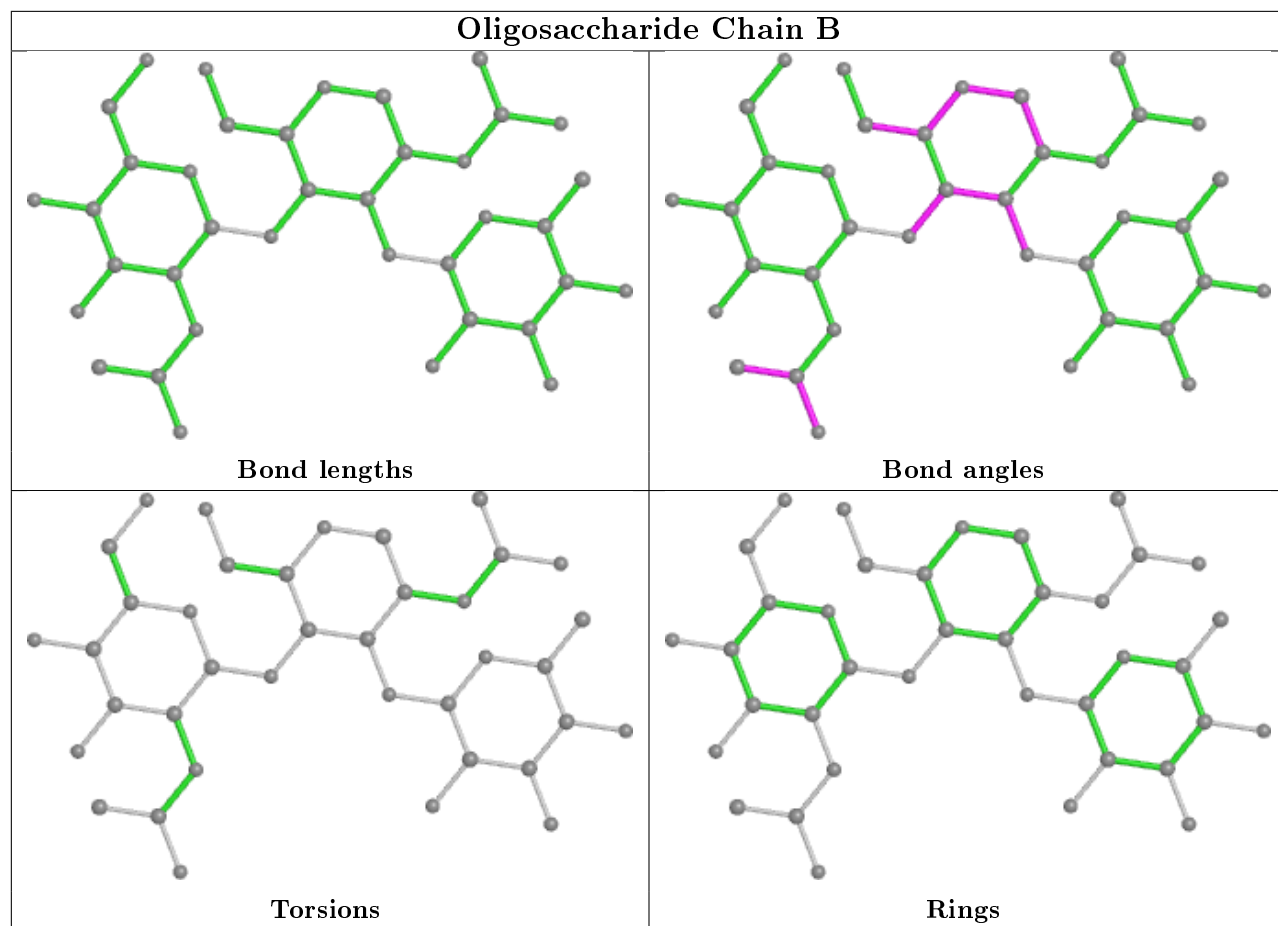 Oligosaccharide Chain B
Bond lengths
Bond angles
Torsions
Rings